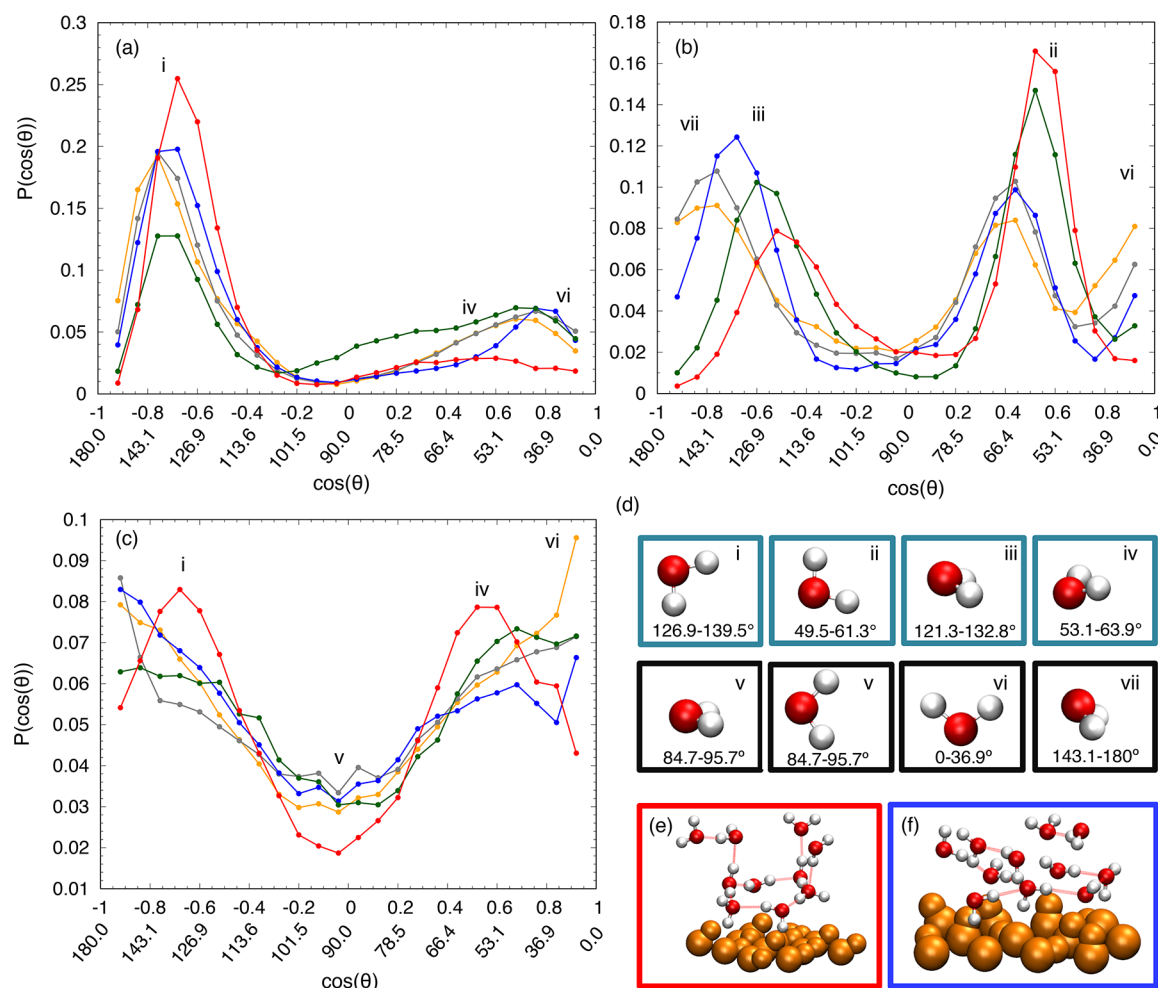 (a)
i
iv
vi
P(cos(θ))
0.3
0.25
0.2
0.15
0.1
0.05
0
-1 -0.8 -0.6 -0.4 -0.2 0 0.2 0.4 0.6 0.8 1
180.0 143.1 126.9 113.6 101.5 90.0 78.5 66.4 53.1 36.9 0.0
cos(θ)
(b)
vii
iii
ii
vi
0.18
0.16
0.14
0.12
0.1
0.08
0.06
0.04
0.02
0
-1 -0.8 -0.6 -0.4 -0.2 0 0.2 0.4 0.6 0.8 1
180.0 143.1 126.9 113.6 101.5 90.0 78.5 66.4 53.1 36.9 0.0
cos(θ)
(c)
i
v
iv
vi
P(cos(θ))
0.1
0.09
0.08
0.07
0.06
0.05
0.04
0.03
0.02
0.01
-1 -0.8 -0.6 -0.4 -0.2 0 0.2 0.4 0.6 0.8 1
180.0 143.1 126.9 113.6 101.5 90.0 78.5 66.4 53.1 36.9 0.0
cos(θ)
(d)
i
126.9-139.5º
ii
49.5-61.3º
iii
121.3-132.8º
iv
53.1-63.9º
v
84.7-95.7º
v
84.7-95.7º
vi
0-36.9º
vii
143.1-180º
(e)
(f)